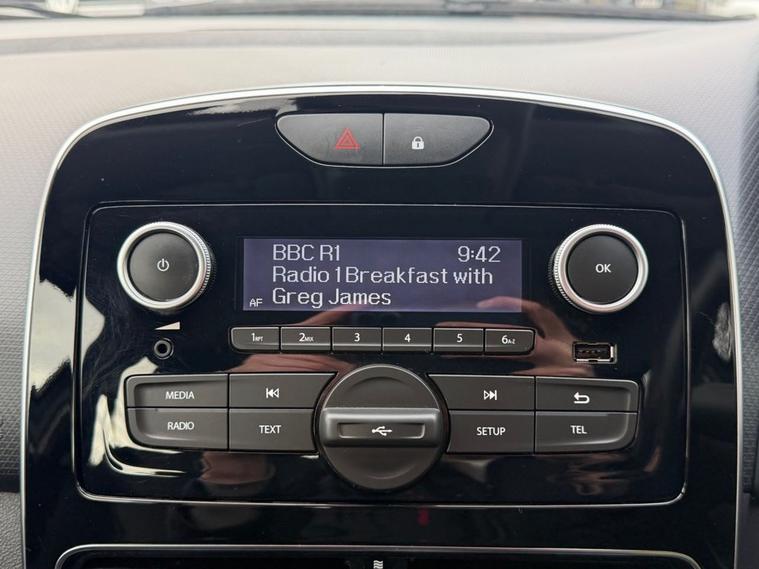 BBC R1 9:42
Radio 1 Breakfast with
AF Greg James
OK
1RPT 2MIX 3 4 5 6A-Z
MEDIA
RADIO TEXT SETUP TEL